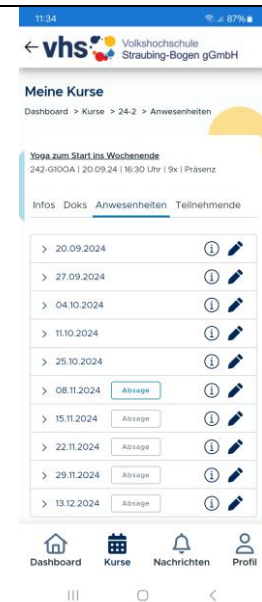 11:34 87%
vhs Volkshochschule
Straubing-Bogen gGmbH
Meine Kurse
Dashboard > Kurse > 24-2 > Anwesenheiten
Yoga zum Start ins Wochenende
242-G100A | 20.09.24 | 16:30 Uhr | 9x | Präsenz
Infos Doks Anwesenheiten Teilnehmende
> 20.09.2024
> 27.09.2024
> 04.10.2024
> 11.10.2024
> 25.10.2024
> 08.11.2024 Absage
> 15.11.2024 Absage
> 22.11.2024 Absage
> 29.11.2024 Absage
> 13.12.2024 Absage
Dashboard Kurse Nachrichten Profil